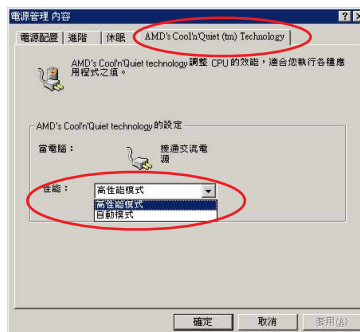 電源管理 內容
電源配置 進階 休眠 AMD's Cool'n'Quiet (tm) Technology
AMD's Cool'n'Quiet technology 調整 CPU 的效能，適合您執行各種應
用程式之須。
AMD's Cool'n'Quiet technology 的設定
當電腦：
接通交流電
源
性能：
高性能模式
高性能模式
自動模式
確定 取消 套用(A)